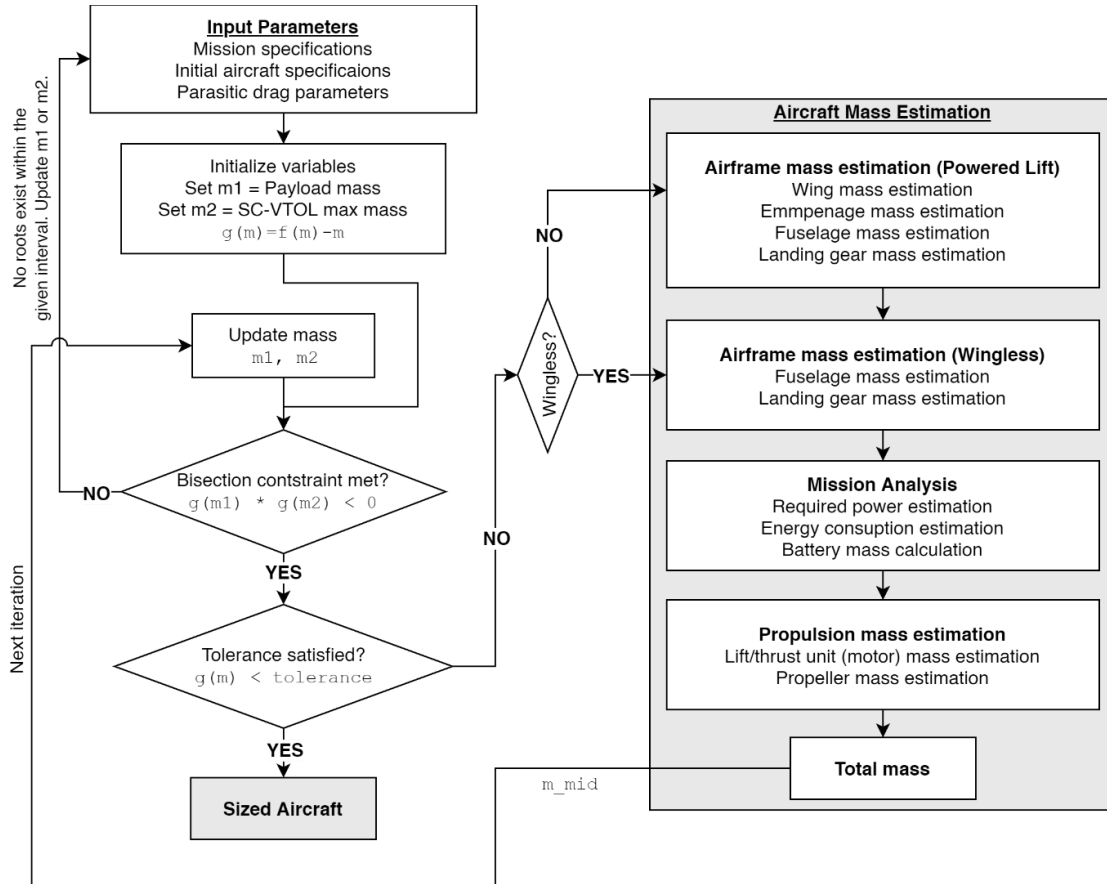 Input Parameters
Mission specifications
Initial aircraft specificaions
Parasitic drag parameters
Initialize variables
Set m1 = Payload mass
Set m2 = SC-VTOL max mass
g(m)=f(m)-m
No roots exist within the
given interval. Update m1 or m2.
Update mass
m1, m2
Bisection contstraint met?
g(m1) * g(m2) < 0
NO
YES
Tolerance satisfied?
g(m) < tolerance
NO
YES
Sized Aircraft
Next iteration
Wingless?
NO
YES
Aircraft Mass Estimation
Airframe mass estimation (Powered Lift)
Wing mass estimation
Emmpenage mass estimation
Fuselage mass estimation
Landing gear mass estimation
Airframe mass estimation (Wingless)
Fuselage mass estimation
Landing gear mass estimation
Mission Analysis
Required power estimation
Energy consuption estimation
Battery mass calculation
Propulsion mass estimation
Lift/thrust unit (motor) mass estimation
Propeller mass estimation
Total mass
m_mid